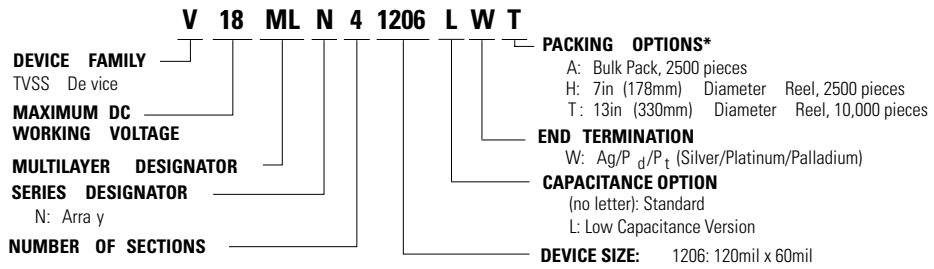 V 18 ML N 4 1206 L W T
DEVICE FAMILY
TVSS De vice
MAXIMUM DC
WORKING VOLTAGE
MULTILAYER DESIGNATOR
SERIES DESIGNATOR
N: Arra y
NUMBER OF SECTIONS
PACKING OPTIONS*
A: Bulk Pack, 2500 pieces
H: 7in (178mm) Diameter Reel, 2500 pieces
T: 13in (330mm) Diameter Reel, 10,000 pieces
END TERMINATION
W: Ag/P d/Pt (Silver/Platinum/Palladium)
CAPACITANCE OPTION
(no letter): Standard
L: Low Capacitance Version
DEVICE SIZE: 1206: 120mil x 60mil